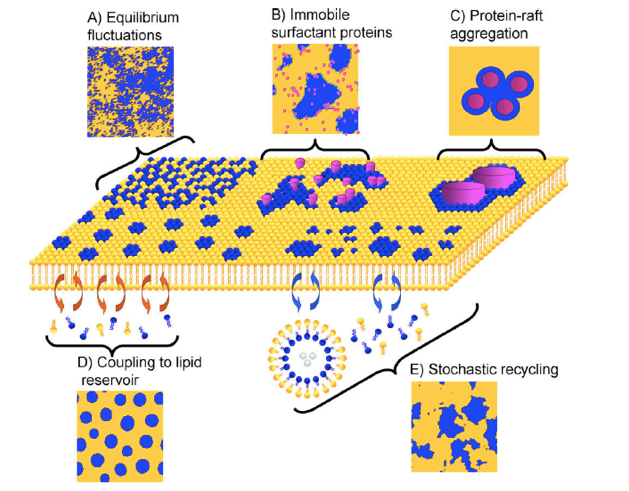 A) Equilibrium
fluctuations
B) Immobile
surfactant proteins
C) Protein-raft
aggregation
D) Coupling to lipid
reservoir
E) Stochastic recycling